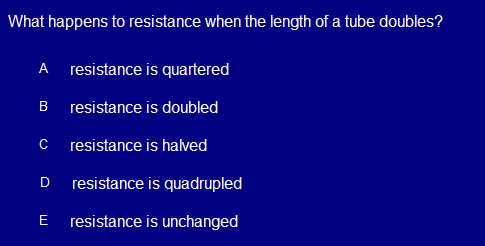 What happens to resistance when the length of a tube doubles?
A resistance is quartered
B resistance is doubled
C resistance is halved
D resistance is quadrupled
E resistance is unchanged